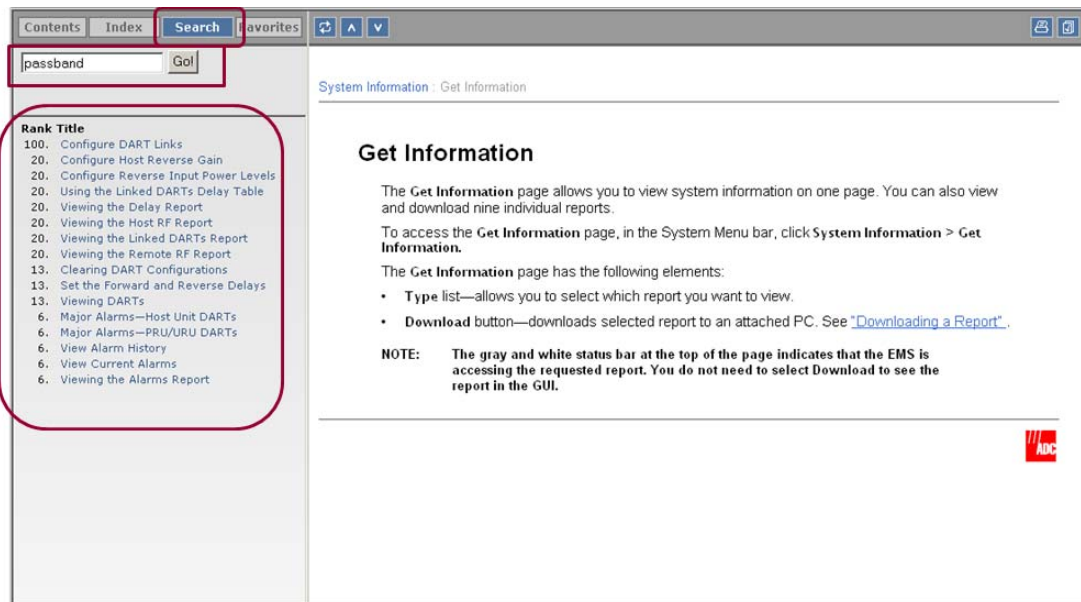 Contents Index Search Favorites
passband Go!
Rank Title
100. Configure DART Links
20. Configure Host Reverse Gain
20. Configure Reverse Input Power Levels
20. Using the Linked DARTs Delay Table
20. Viewing the Delay Report
20. Viewing the Host RF Report
20. Viewing the Linked DARTs Report
20. Viewing the Remote RF Report
13. Clearing DART Configurations
13. Set the Forward and Reverse Delays
13. Viewing DARTs
6. Major Alarms—Host Unit DARTs
6. Major Alarms—PRU/URU DARTs
6. View Alarm History
6. View Current Alarms
6. Viewing the Alarms Report
System Information : Get Information
Get Information
The Get Information page allows you to view system information on one page. You can also view
and download nine individual reports.
To access the Get Information page, in the System Menu bar, click System Information > Get
Information.
The Get Information page has the following elements:
• Type list—allows you to select which report you want to view.
• Download button—downloads selected report to an attached PC. See "Downloading a Report" .
NOTE: The gray and white status bar at the top of the page indicates that the EMS is
accessing the requested report. You do not need to select Download to see the
report in the GUI.
ADC